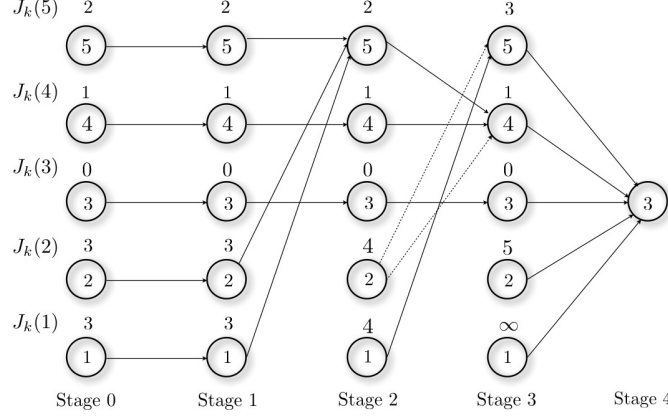 J_k(5) 2 2 2 3
5 5 5 5
J_k(4) 1 1 1 1
4 4 4 4
J_k(3) 0 0 0 0
3 3 3 3 3
J_k(2) 3 3 4 5
2 2 2 2
J_k(1) 3 3 4 ∞
1 1 1 1
Stage 0 Stage 1 Stage 2 Stage 3 Stage 4